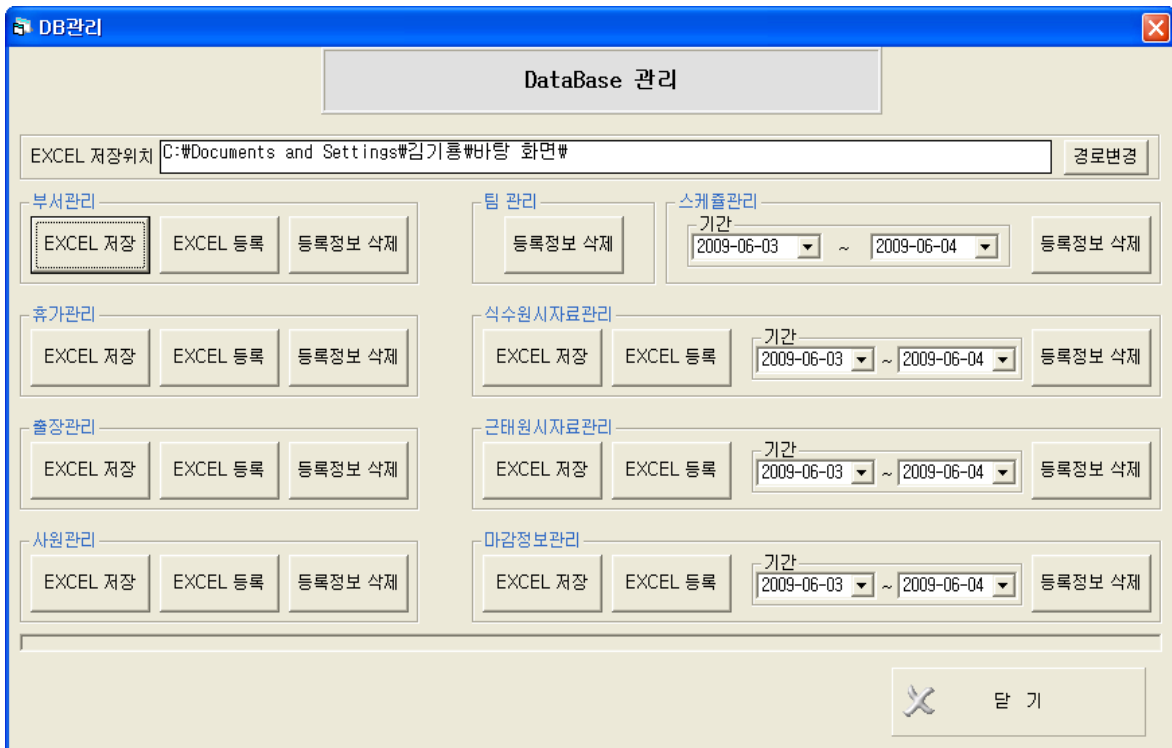 DB관리
DataBase 관리
EXCEL 저장위치 C:₩Documents and Settings₩김기룡₩바탕 화면₩ 경로변경
부서관리 팀 관리 스케쥴관리
기간
EXCEL 저장 EXCEL 등록 등록정보 삭제 등록정보 삭제 2009-06-03 ~ 2009-06-04 등록정보 삭제
휴가관리 식수원시자료관리
기간
EXCEL 저장 EXCEL 등록 등록정보 삭제 EXCEL 저장 EXCEL 등록 2009-06-03 ~ 2009-06-04 등록정보 삭제
출장관리 근태원시자료관리
기간
EXCEL 저장 EXCEL 등록 등록정보 삭제 EXCEL 저장 EXCEL 등록 2009-06-03 ~ 2009-06-04 등록정보 삭제
사원관리 마감정보관리
기간
EXCEL 저장 EXCEL 등록 등록정보 삭제 EXCEL 저장 EXCEL 등록 2009-06-03 ~ 2009-06-04 등록정보 삭제
닫 기